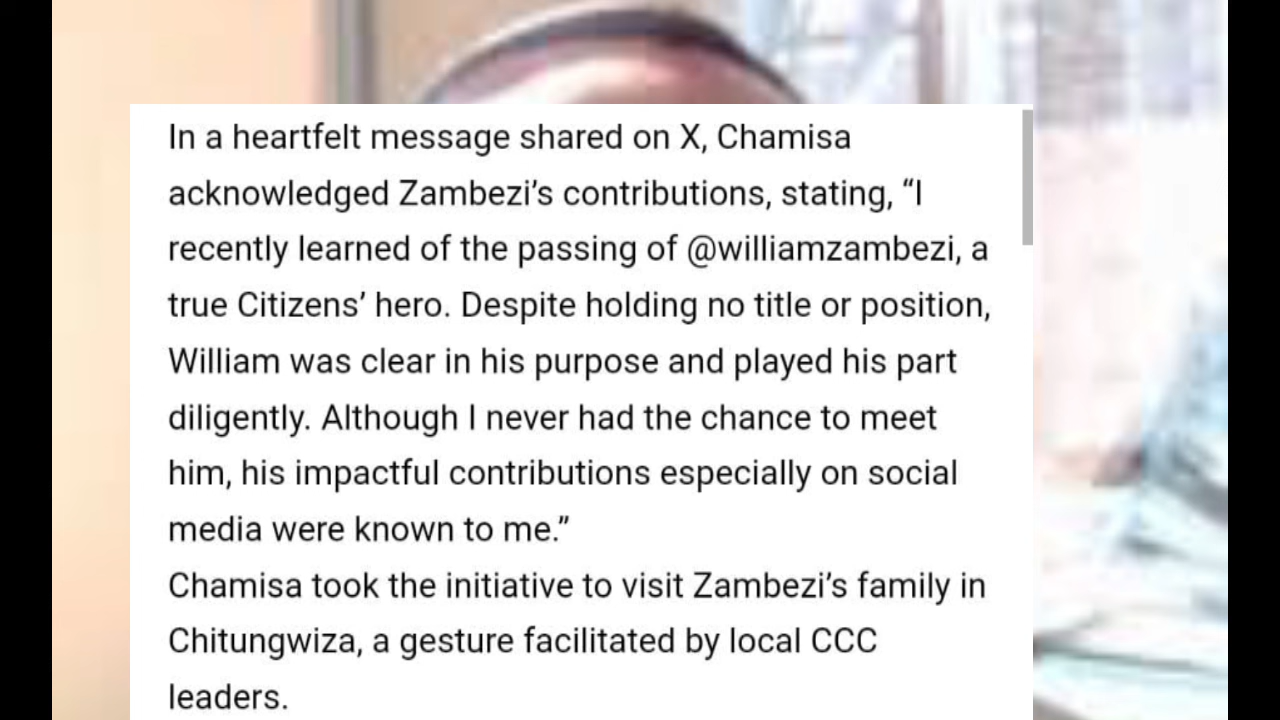 In a heartfelt message shared on X, Chamisa
acknowledged Zambezi’s contributions, stating, “I
recently learned of the passing of @williamzambezi, a
true Citizens’ hero. Despite holding no title or position,
William was clear in his purpose and played his part
diligently. Although I never had the chance to meet
him, his impactful contributions especially on social
media were known to me.”
Chamisa took the initiative to visit Zambezi’s family in
Chitungwiza, a gesture facilitated by local CCC
leaders.